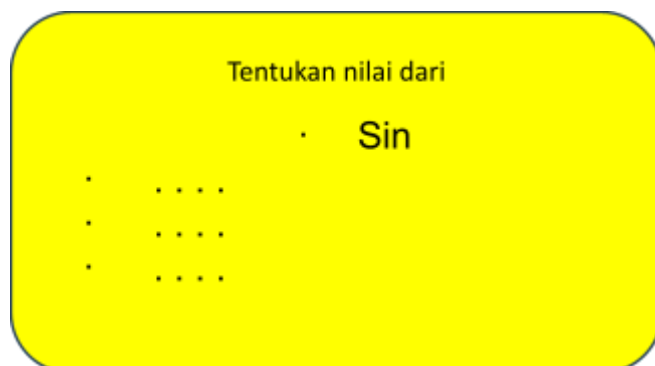 Tentukan nilai dari
· Sin
· . . . .
· . . . .
· . . . .